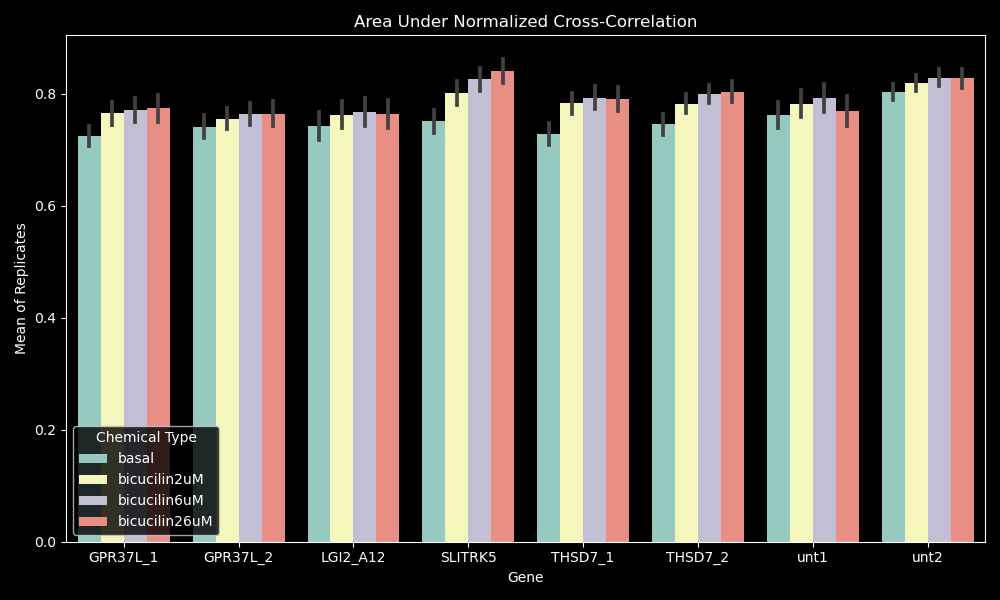 Area Under Normalized Cross-Correlation
Mean of Replicates
0.8
0.6
0.4
0.2
0.0
Chemical Type
basal
bicucilin2uM
bicucilin6uM
bicucilin26uM
GPR37L_1 GPR37L_2 LGI2_A12 SLITRK5 THSD7_1 THSD7_2 unt1 unt2
Gene